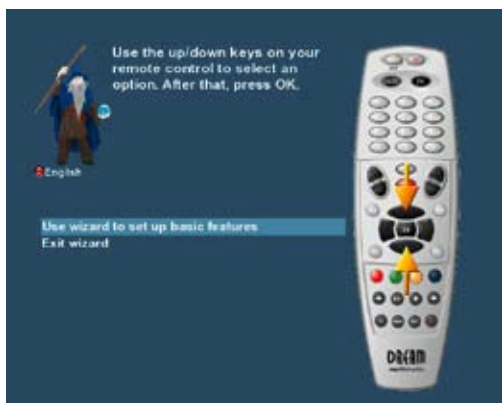 Use the up/down keys on your
remote control to select an
option. After that, press OK.
English
Use wizard to set up basic features
Exit wizard
DREAM